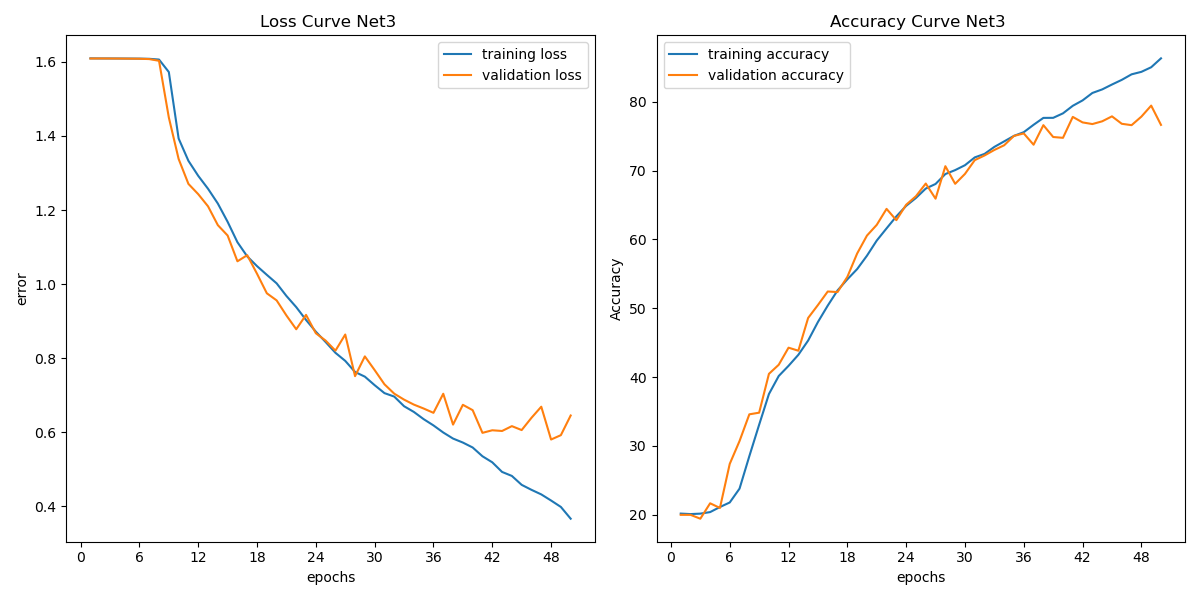 Loss Curve Net3
training loss
validation loss
error
1.6
1.4
1.2
1.0
0.8
0.6
0.4
0 6 12 18 24 30 36 42 48
epochs
Accuracy Curve Net3
training accuracy
validation accuracy
Accuracy
80
70
60
50
40
30
20
0 6 12 18 24 30 36 42 48
epochs